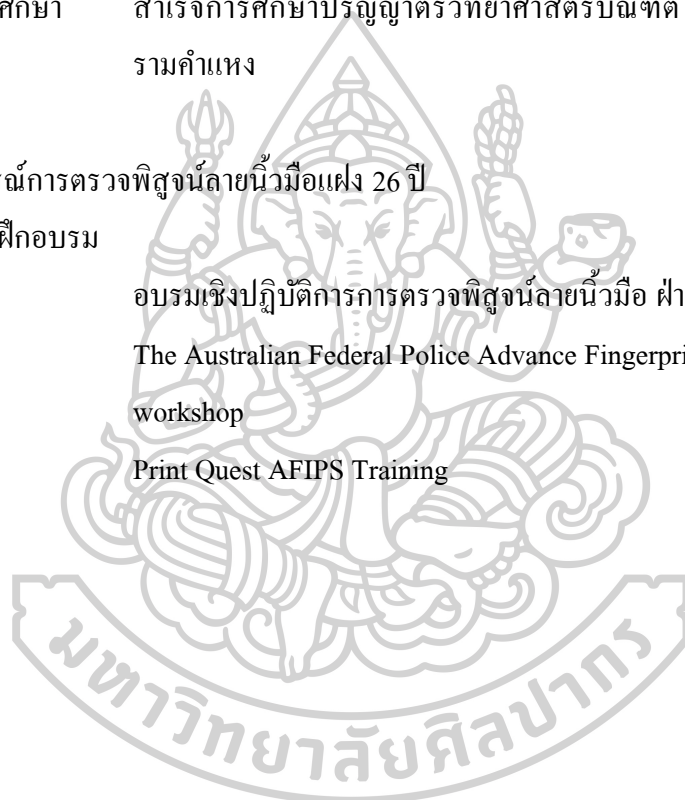 ศึกษา สำเร็จการศึกษาปริญญาตรีวิทยาศาสตรบัณฑิต
รามคำแหง
รณ์การตรวจพิสูจน์ลายนิ้วมือแฝง 26 ปี
ฝึกอบรม
อบรมเชิงปฏิบัติการการตรวจพิสูจน์ลายนิ้วมือ ฝ่า
The Australian Federal Police Advance Fingerpri
workshop
Print Quest AFIPS Training
มหาวิทยาลัยศิลปากร